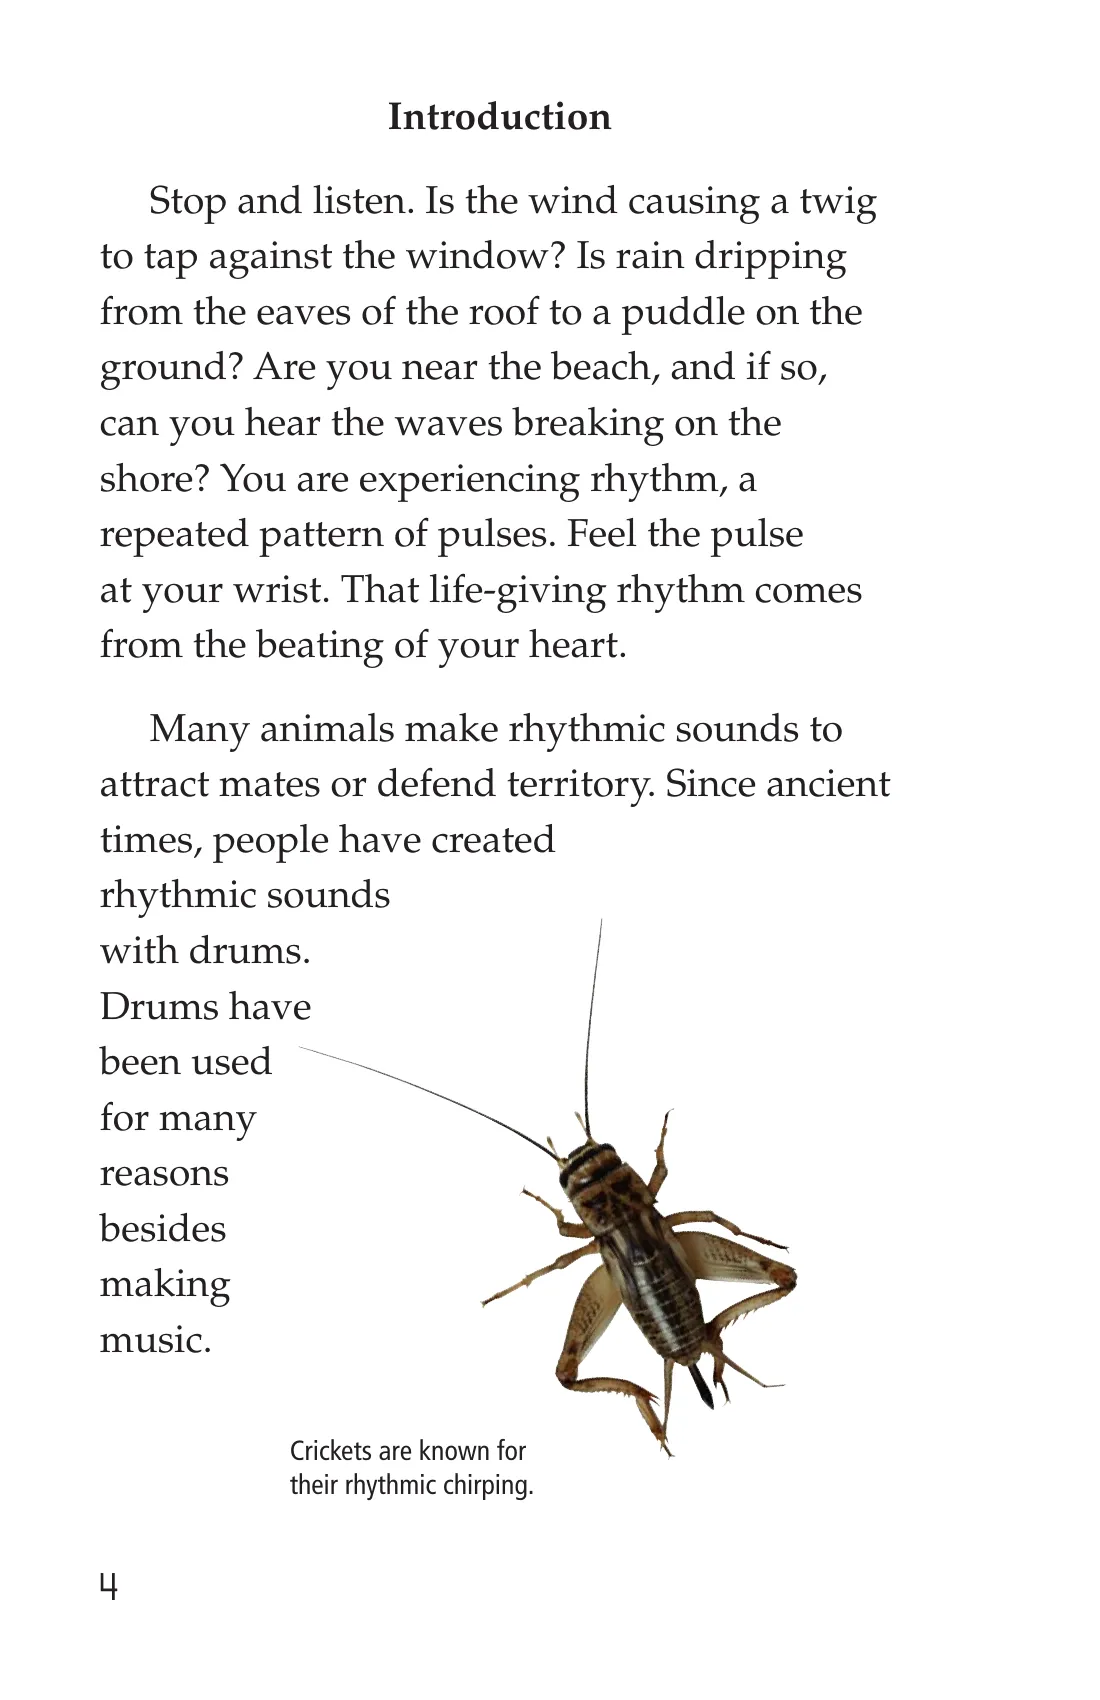 Introduction
Stop and listen. Is the wind causing a twig
to tap against the window? Is rain dripping
from the eaves of the roof to a puddle on the
ground? Are you near the beach, and if so,
can you hear the waves breaking on the
shore? You are experiencing rhythm, a
repeated pattern of pulses. Feel the pulse
at your wrist. That life-giving rhythm comes
from the beating of your heart.
Many animals make rhythmic sounds to
attract mates or defend territory. Since ancient
times, people have created
rhythmic sounds
with drums.
Drums have
been used
for many
reasons
besides
making
music.
Crickets are known for
their rhythmic chirping.
4